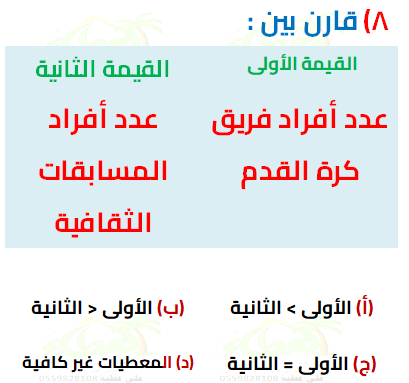 ٨) قارن بين :
القيمة الأولى
القيمة الثانية
عدد أفراد فريق
كرة القدم
عدد أفراد
المسابقات
الثقافية
(أ) الأولى > الثانية
(ب) الأولى < الثانية
(ج) الأولى = الثانية
(د) المعطيات غير كافية
0559828108